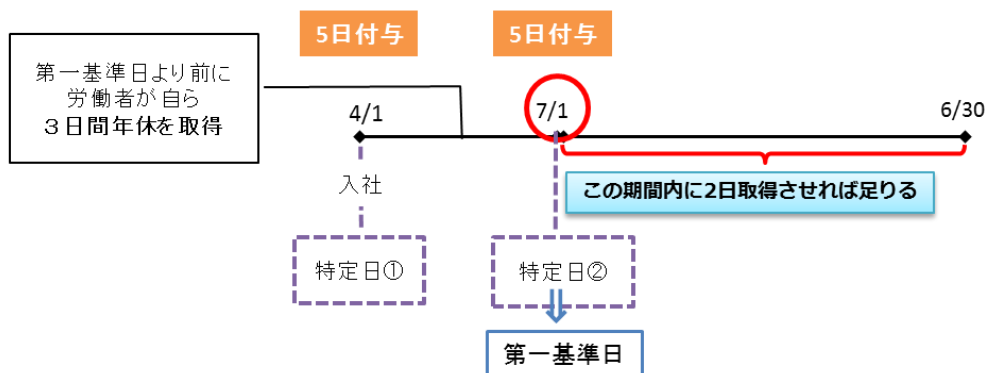 5日付与
5日付与
第一基準日より前に
労働者が自ら
3日間年休を取得
4/1
7/1
6/30
入社
この期間内に2日取得させれば足りる
特定日①
特定日②
第一基準日